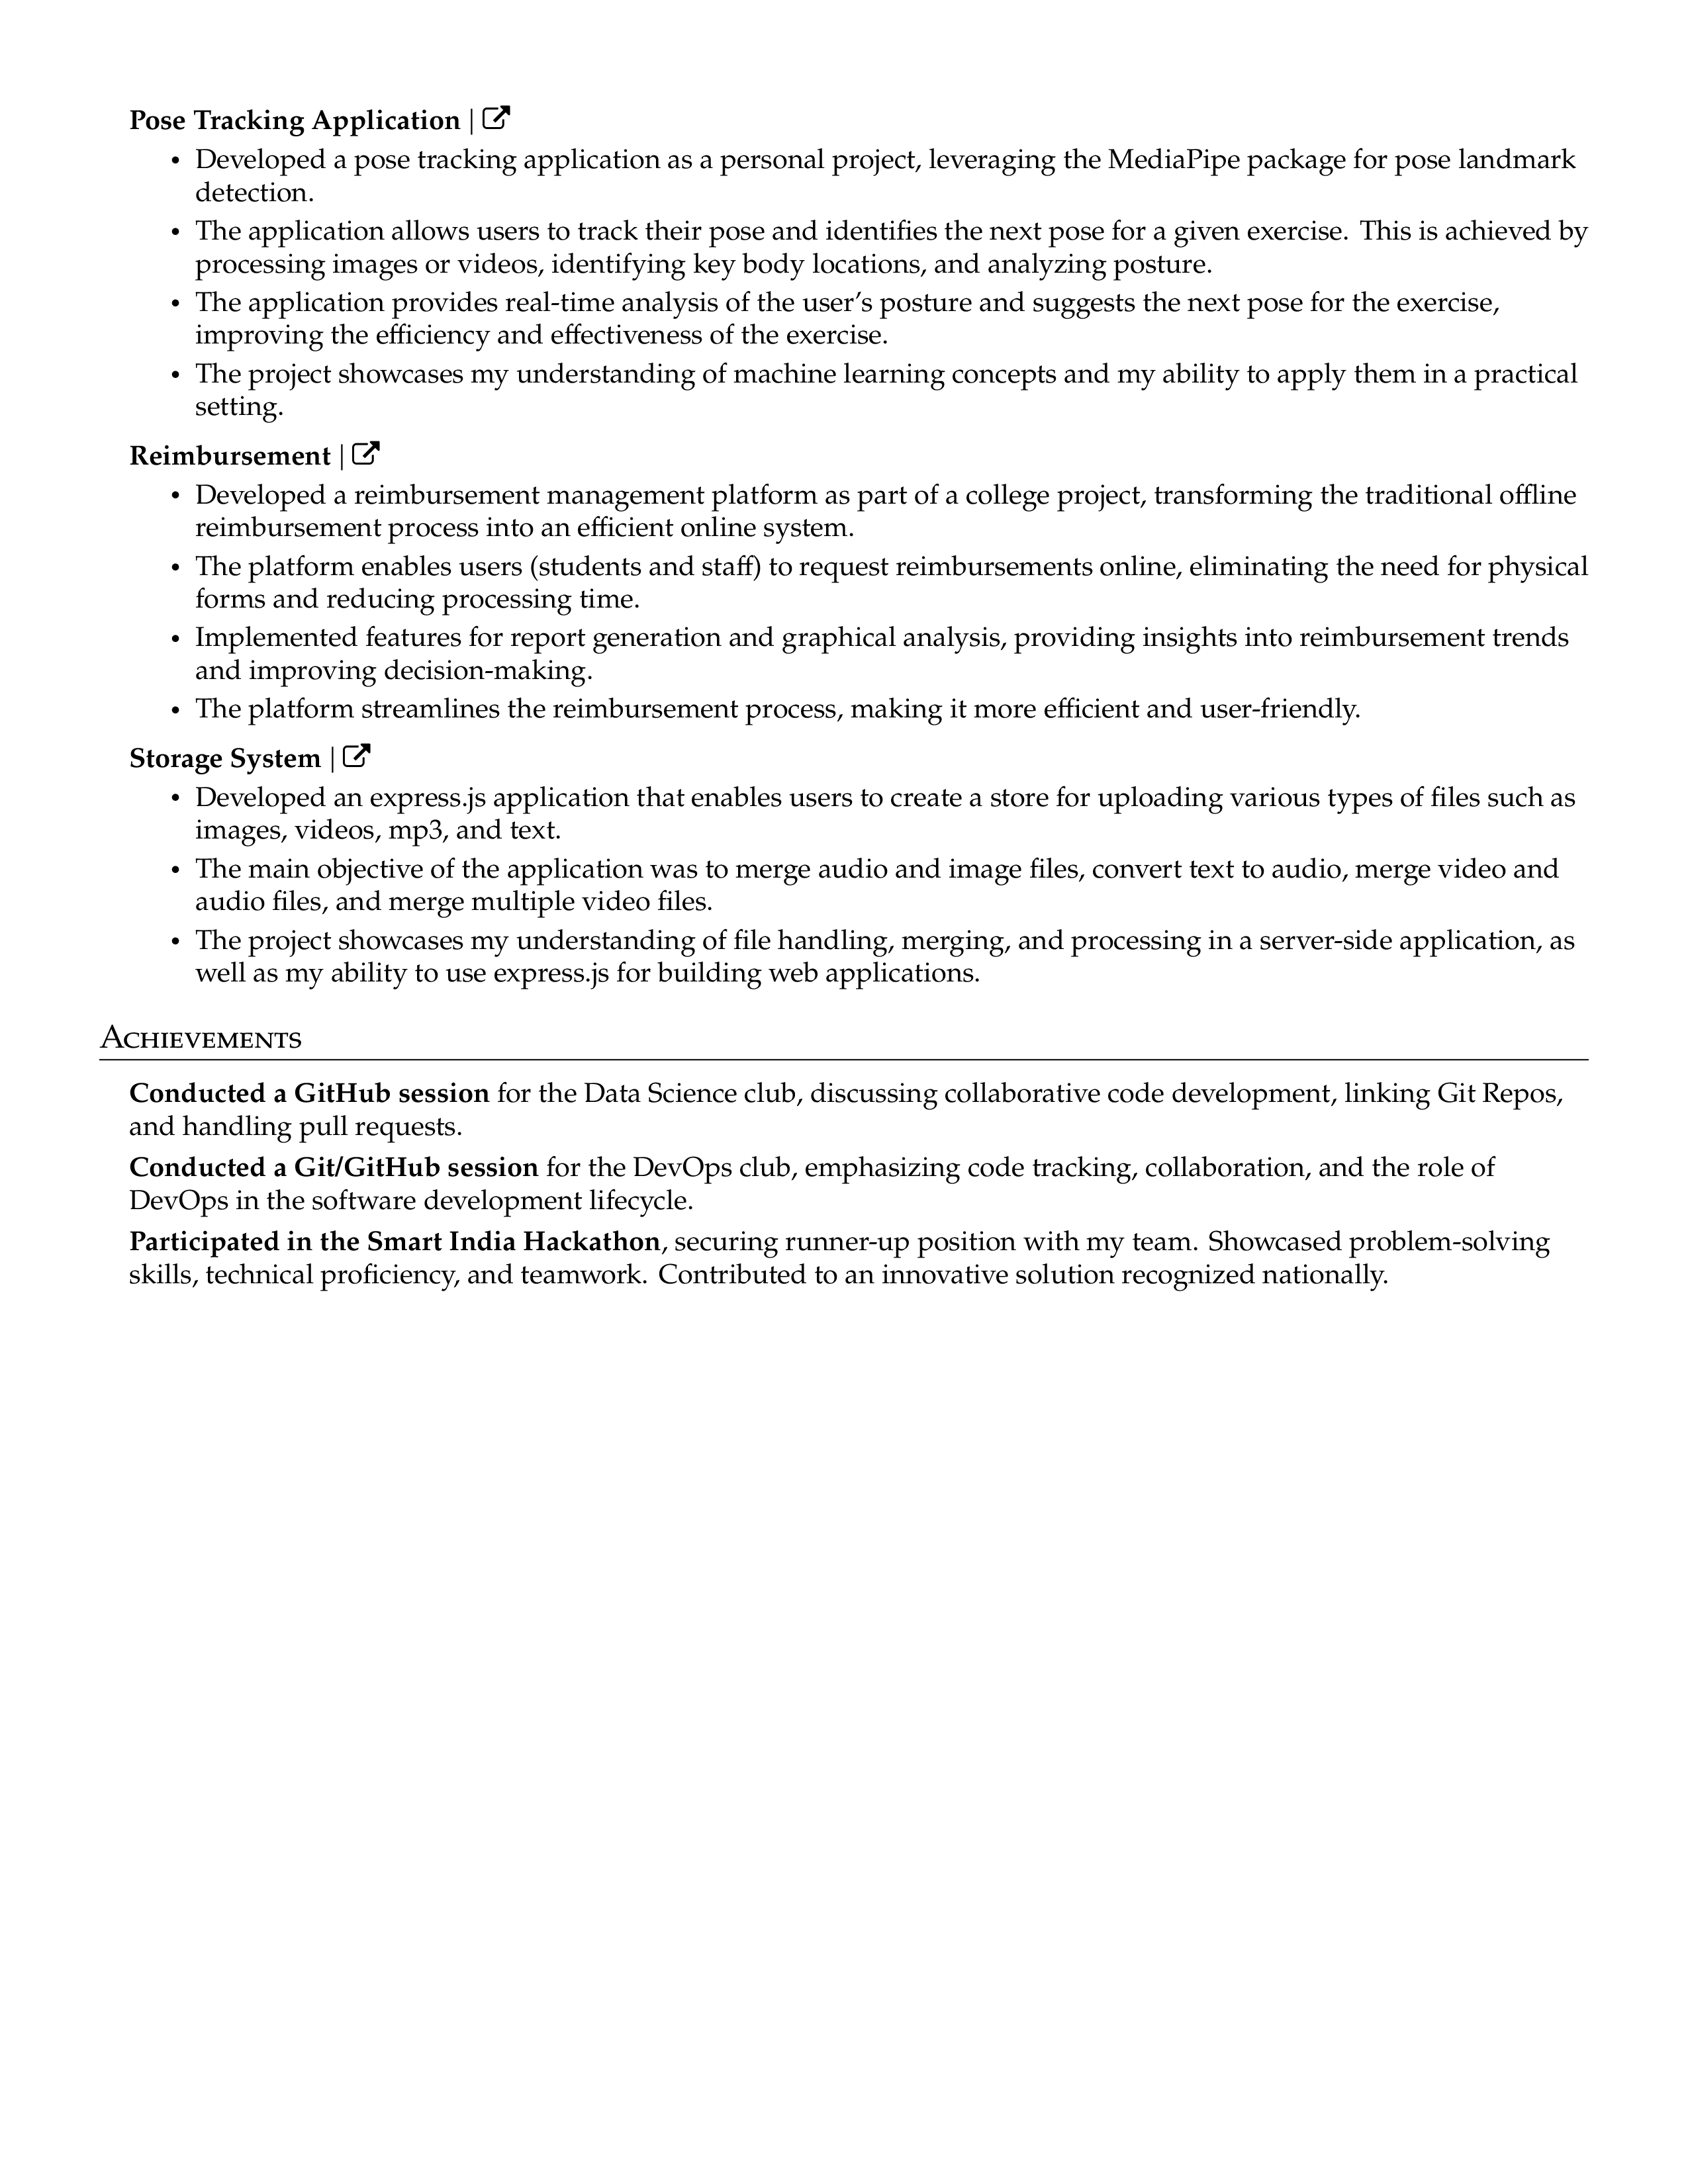 Pose Tracking Application |
• Developed a pose tracking application as a personal project, leveraging the MediaPipe package for pose landmark
detection.
• The application allows users to track their pose and identifies the next pose for a given exercise. This is achieved by
processing images or videos, identifying key body locations, and analyzing posture.
• The application provides real-time analysis of the user's posture and suggests the next pose for the exercise,
improving the efficiency and effectiveness of the exercise.
• The project showcases my understanding of machine learning concepts and my ability to apply them in a practical
setting.
Reimbursement |
• Developed a reimbursement management platform as part of a college project, transforming the traditional offline
reimbursement process into an efficient online system.
• The platform enables users (students and staff) to request reimbursements online, eliminating the need for physical
forms and reducing processing time.
• Implemented features for report generation and graphical analysis, providing insights into reimbursement trends
and improving decision-making.
• The platform streamlines the reimbursement process, making it more efficient and user-friendly.
Storage System |
• Developed an express.js application that enables users to create a store for uploading various types of files such as
images, videos, mp3, and text.
• The main objective of the application was to merge audio and image files, convert text to audio, merge video and
audio files, and merge multiple video files.
• The project showcases my understanding of file handling, merging, and processing in a server-side application, as
well as my ability to use express.js for building web applications.
Achievements
Conducted a GitHub session for the Data Science club, discussing collaborative code development, linking Git Repos,
and handling pull requests.
Conducted a Git/GitHub session for the DevOps club, emphasizing code tracking, collaboration, and the role of
DevOps in the software development lifecycle.
Participated in the Smart India Hackathon, securing runner-up position with my team. Showcased problem-solving
skills, technical proficiency, and teamwork. Contributed to an innovative solution recognized nationally.